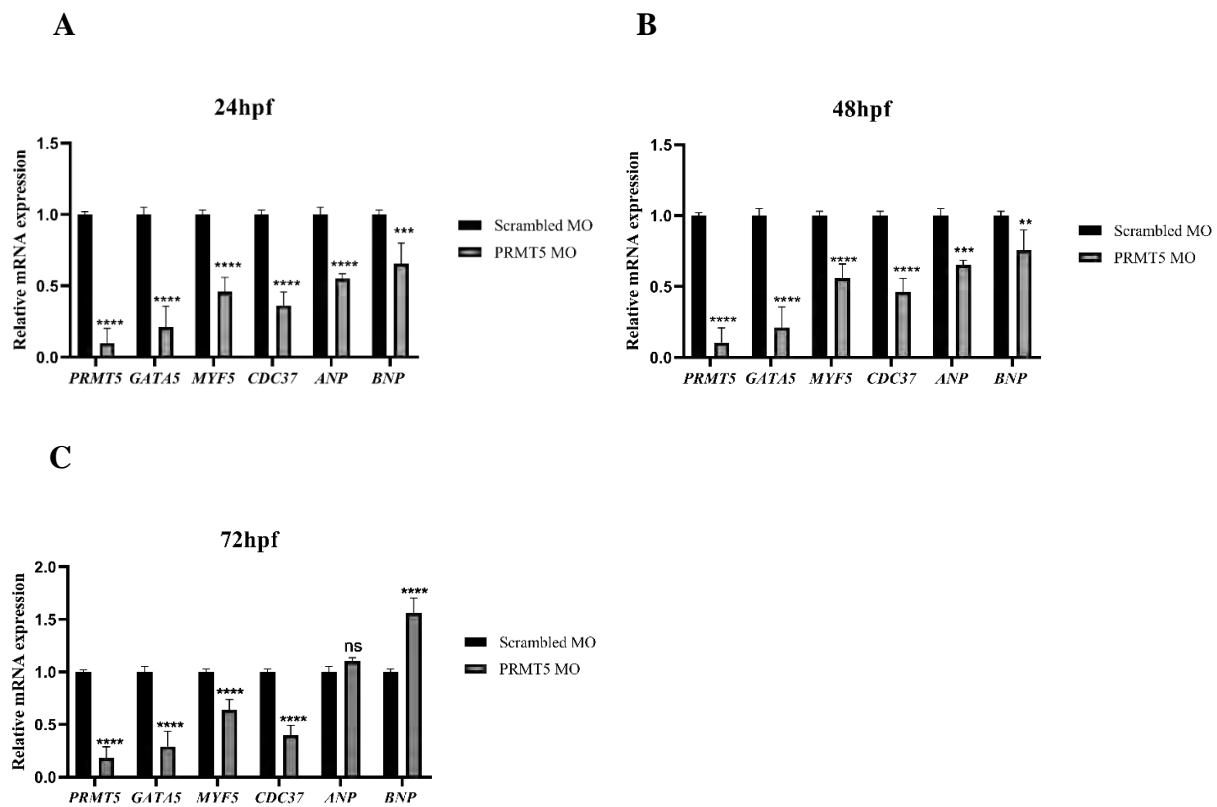 A
24hpf
Relative mRNA expression
1.5
1.0
0.5
0.0
****
****
****
****
****
***
PRMT5 GATA5 MYF5 CDC37 ANP BNP
Scrambled MO
PRMT5 MO
B
48hpf
Relative mRNA expression
1.5
1.0
0.5
0.0
****
****
****
****
***
**
PRMT5 GATA5 MYF5 CDC37 ANP BNP
Scrambled MO
PRMT5 MO
C
72hpf
Relative mRNA expression
2.0
1.5
1.0
0.5
0.0
****
****
****
****
ns
****
PRMT5 GATA5 MYF5 CDC37 ANP BNP
Scrambled MO
PRMT5 MO